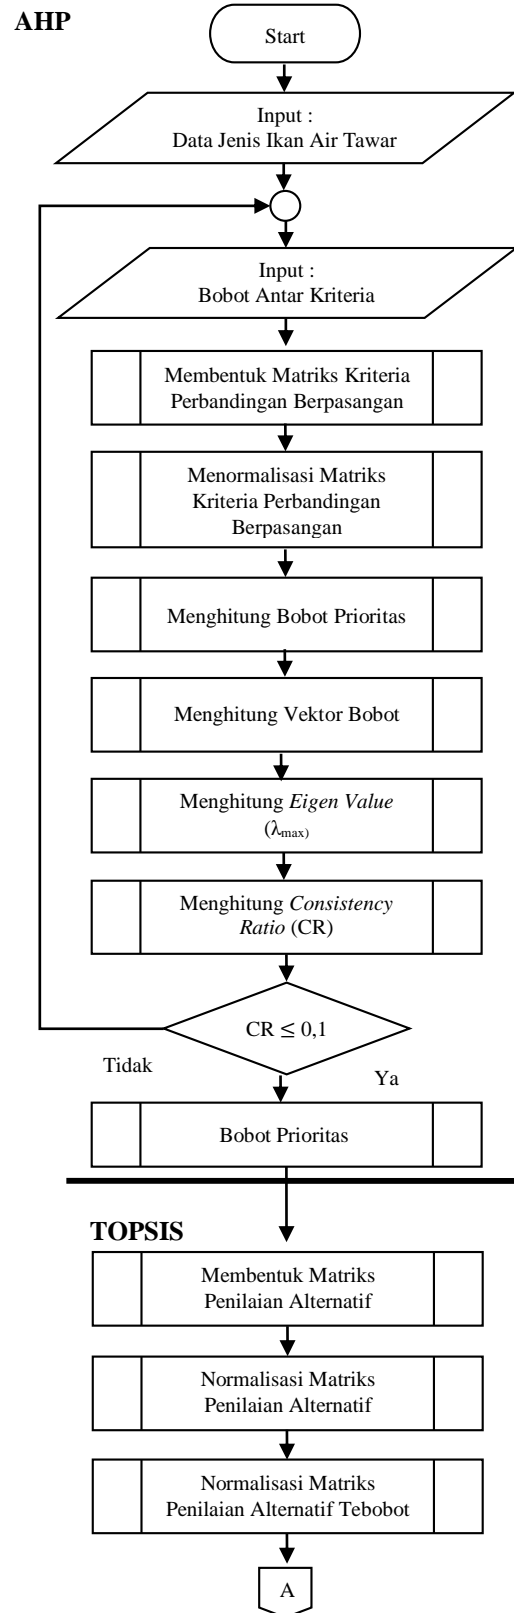 AHP
Start
Input :
Data Jenis Ikan Air Tawar
Input :
Bobot Antar Kriteria
Membentuk Matriks Kriteria
Perbandingan Berpasangan
Menormalisasi Matriks
Kriteria Perbandingan
Berpasangan
Menghitung Bobot Prioritas
Menghitung Vektor Bobot
Menghitung Eigen Value
(λmax)
Menghitung Consistency
Ratio (CR)
CR ≤ 0,1
Tidak
Ya
Bobot Prioritas
TOPSIS
Membentuk Matriks
Penilaian Alternatif
Normalisasi Matriks
Penilaian Alternatif
Normalisasi Matriks
Penilaian Alternatif Tebobot
A